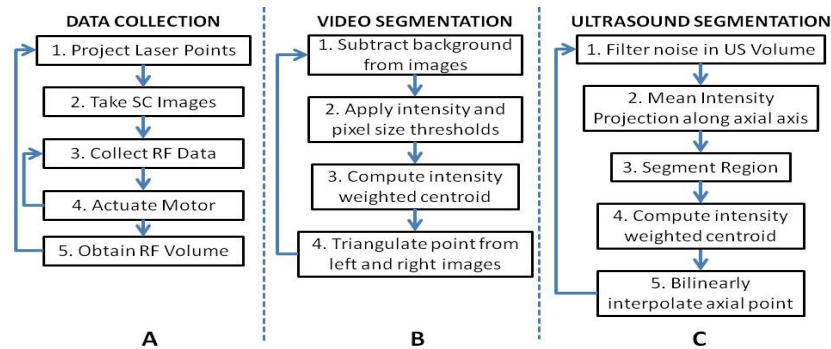 DATA COLLECTION
1. Project Laser Points
2. Take SC Images
3. Collect RF Data
4. Actuate Motor
5. Obtain RF Volume
A
VIDEO SEGMENTATION
1. Subtract background
from images
2. Apply intensity and
pixel size thresholds
3. Compute intensity
weighted centroid
4. Triangulate point from
left and right images
B
ULTRASOUND SEGMENTATION
1. Filter noise in US Volume
2. Mean Intensity
Projection along axial axis
3. Segment Region
4. Compute intensity
weighted centroid
5. Bilinearly
interpolate axial point
C